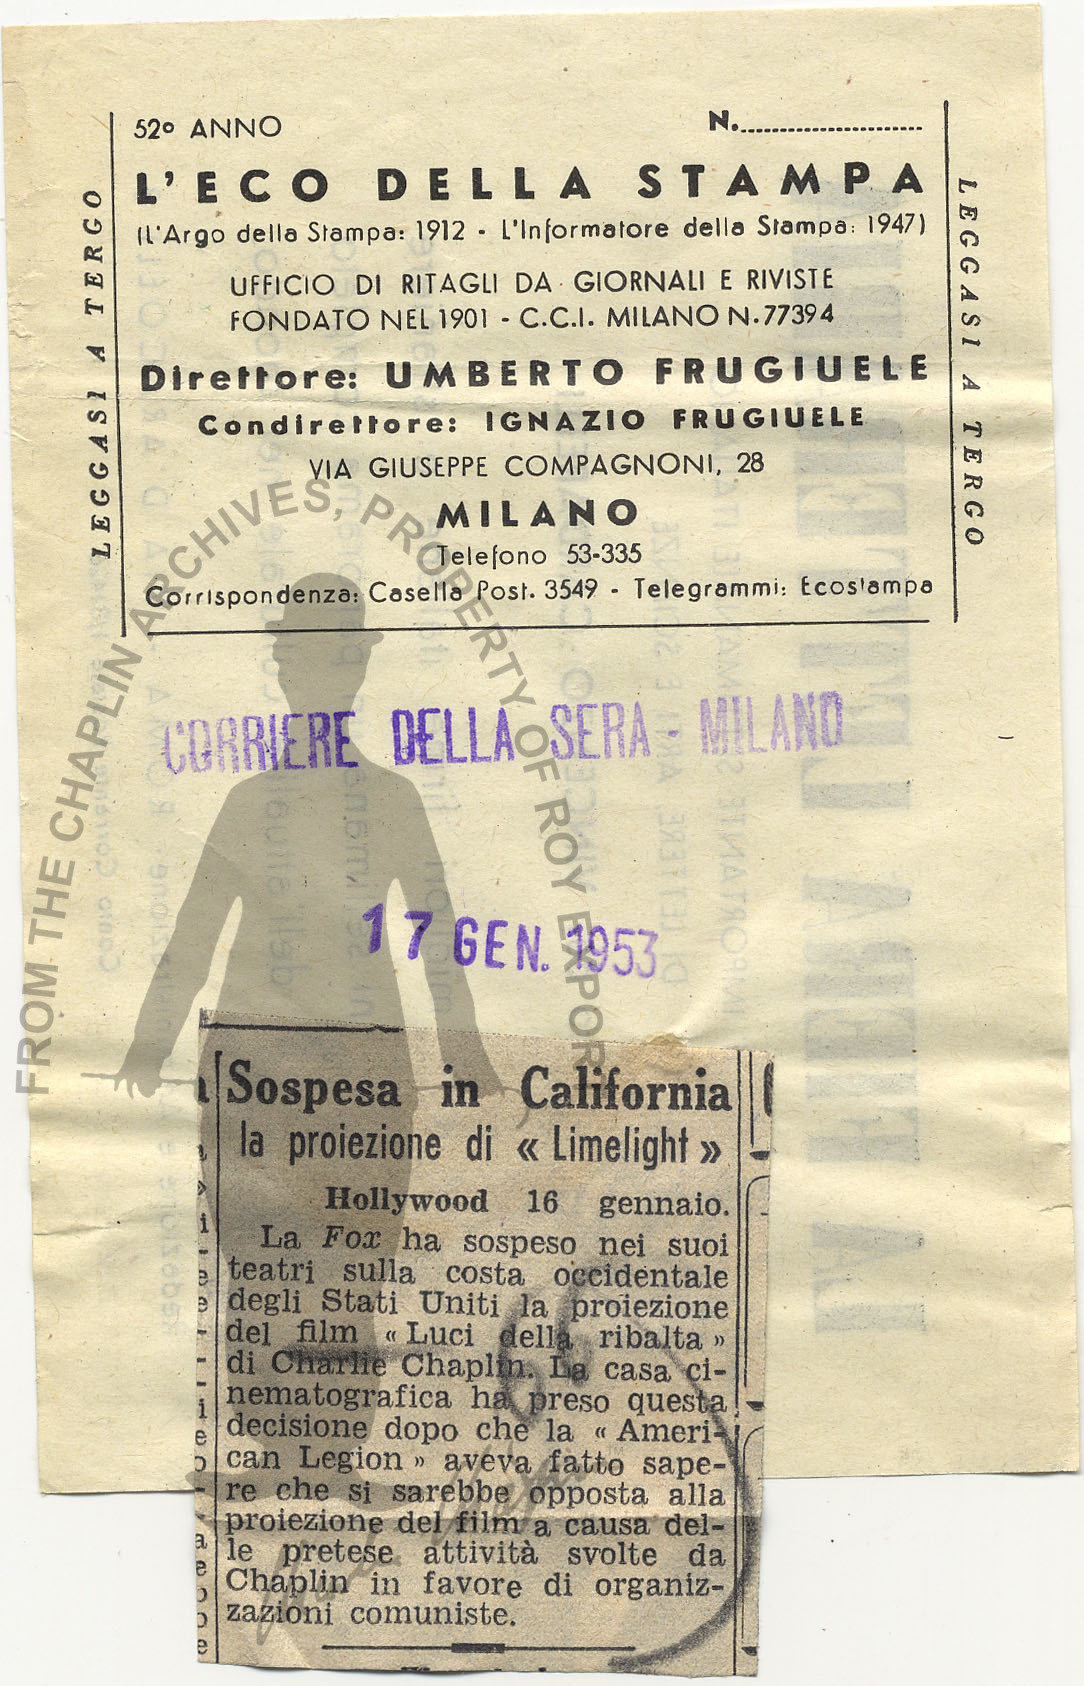 52º ANNO
N.
L'ECO DELLA STAMPA
(L'Argo della Stampa: 1912 - L'Informatore della Stampa: 1947)
UFFICIO DI RITAGLI DA GIORNALI E RIVISTE
FONDATO NEL 1901 - C.C.I. MILANO N. 77394
Direttore: UMBERTO FRUGIUELE
Condirettore: IGNAZIO FRUGIUELE
VIA GIUSEPPE COMPAGNONI, 28
MILANO
Telefono 53-335
Corrispondenza: Casella Post. 3549 - Telegrammi: Ecostampa
LEGGASI A TERGO
LEGGASI A TERGO
FROM THE CHAPLIN ARCHIVES, PROPERTY OF ROY EXPORT
CORRIERE DELLA SERA - MILANO
17 GEN. 1953
Sospesa in California
la proiezione di « Limelight »
Hollywood 16 gennaio.
La Fox ha sospeso nei suoi
teatri sulla costa occidentale
degli Stati Uniti la proiezione
del film « Luci della ribalta »
di Charlie Chaplin. La casa ci-
nematografica ha preso questa
decisione dopo che la « Ameri-
can Legion » aveva fatto sape-
re che si sarebbe opposta alla
proiezione del film a causa del-
le pretese attività svolte da
Chaplin in favore di organiz-
zazioni comuniste.